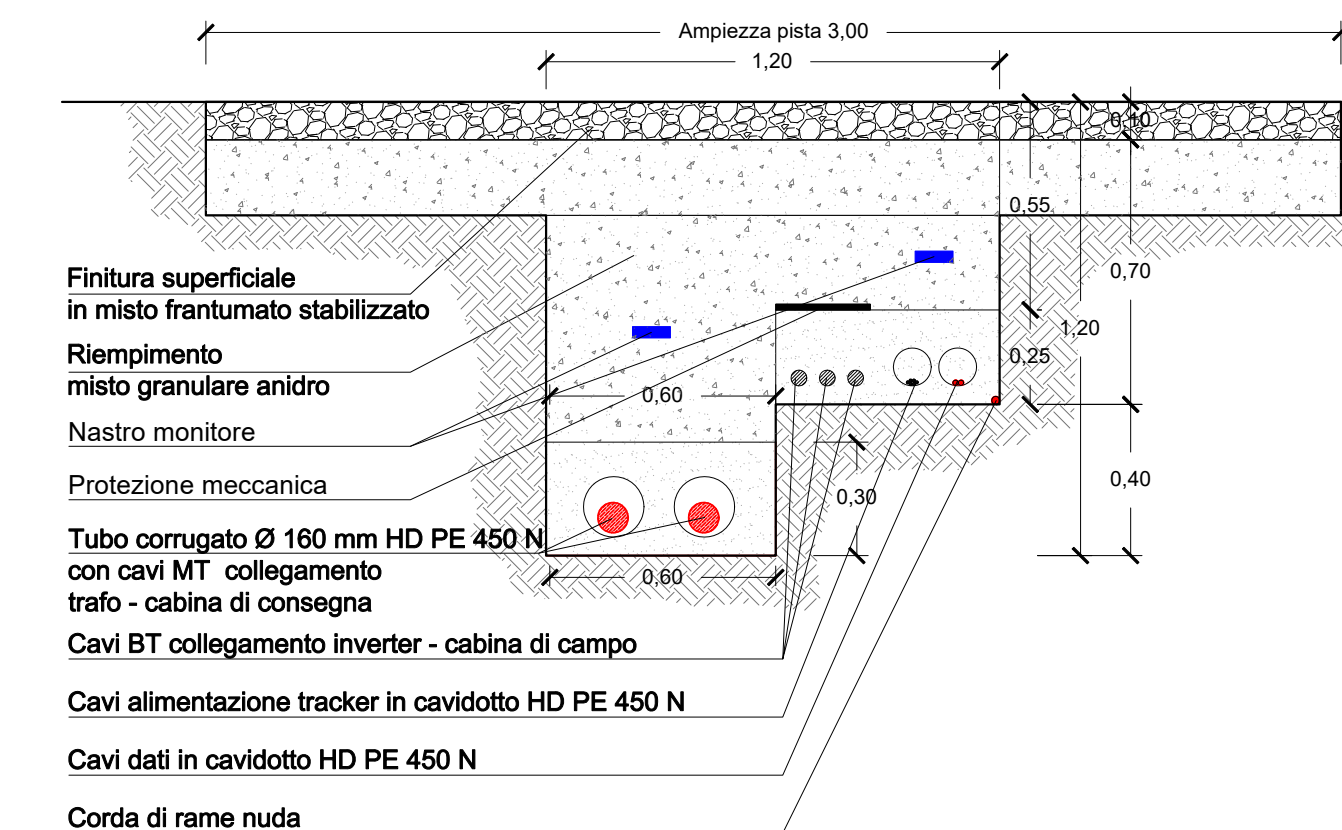 Ampiezza pista 3,00
1,20
0,10
0,55
0,70
1,20
0,25
0,60
0,40
0,30
0,60
Finitura superficiale
in misto frantumato stabilizzato
Riempimento
misto granulare anidro
Nastro monitore
Protezione meccanica
Tubo corrugato Ø 160 mm HD PE 450 N
con cavi MT collegamento
trafo - cabina di consegna
Cavi BT collegamento inverter - cabina di campo
Cavi alimentazione tracker in cavidotto HD PE 450 N
Cavi dati in cavidotto HD PE 450 N
Corda di rame nuda